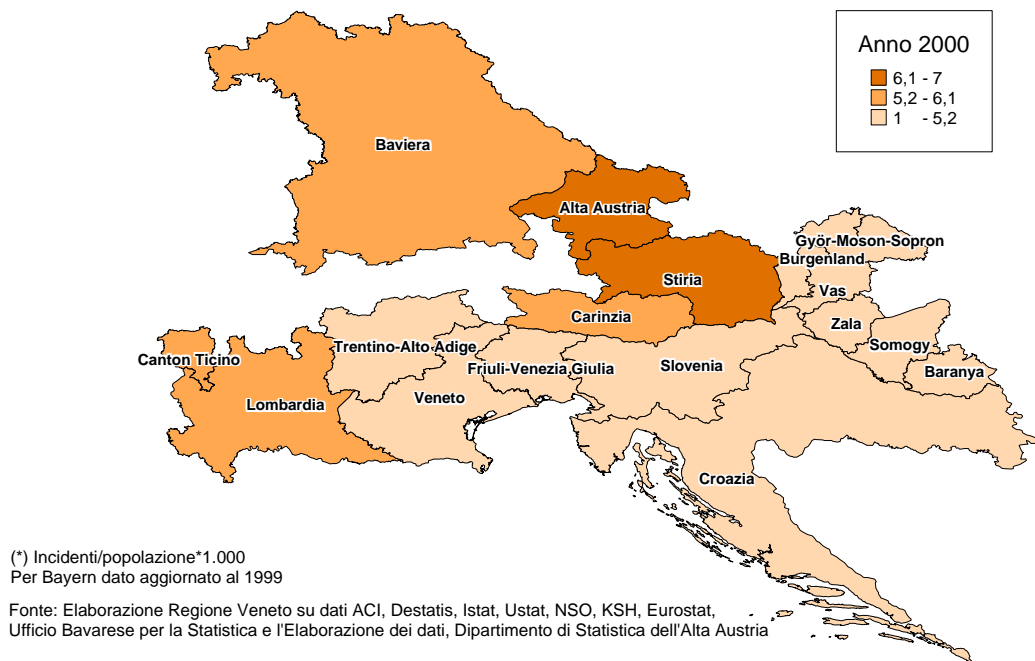 Anno 2000
6,1 - 7
5,2 - 6,1
1 - 5,2
Baviera
Alta Austria
Györ-Moson-Sopron
Burgenland
Stiria
Vas
Carinzia
Zala
Canton Ticino
Trentino-Alto Adige
Somogy
Friuli-Venezia Giulia
Slovenia
Baranya
Lombardia
Veneto
Croazia
(*) Incidenti/popolazione*1.000
Per Bayern dato aggiornato al 1999
Fonte: Elaborazione Regione Veneto su dati ACI, Destatis, Istat, Ustat, NSO, KSH, Eurostat,
Ufficio Bavarese per la Statistica e l'Elaborazione dei dati, Dipartimento di Statistica dell'Alta Austria